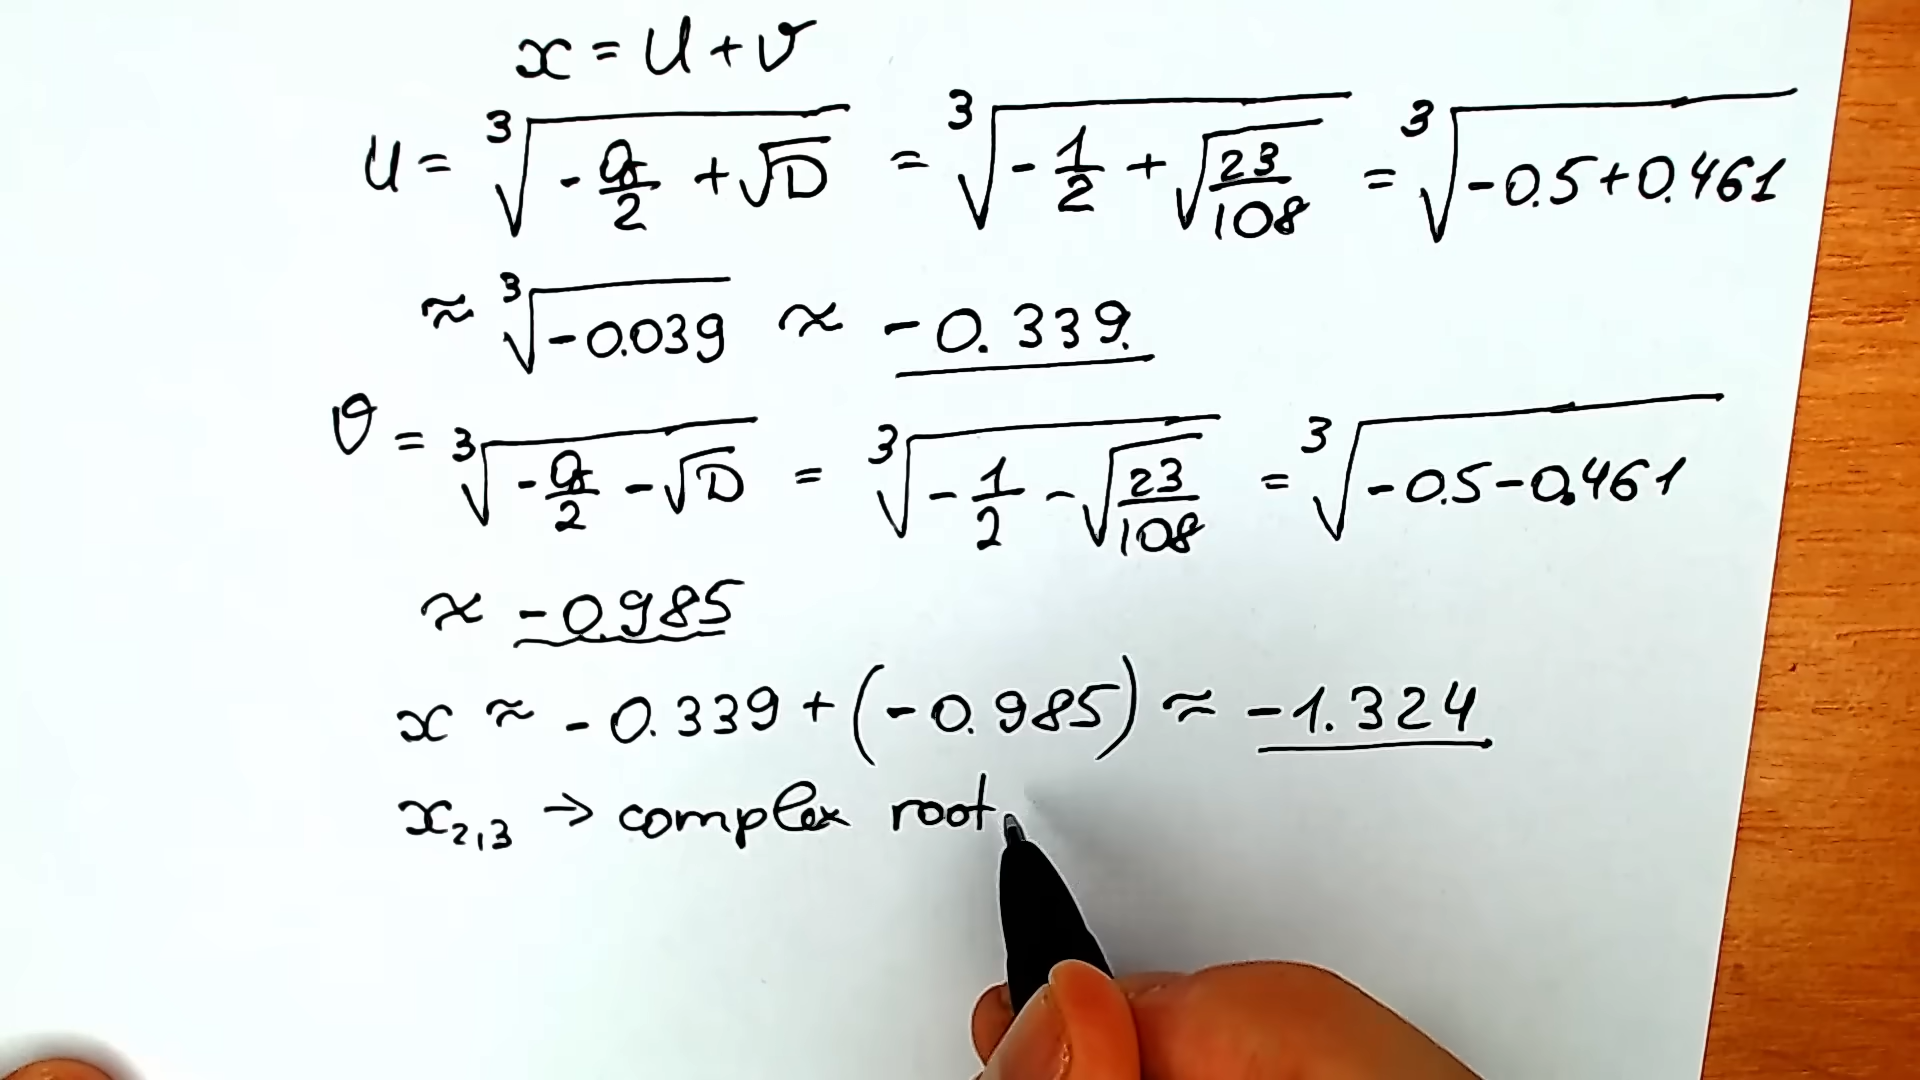 x = u + v
u = ∛(-q/2 + √D) = ∛(-1/2 + √(23/108)) = ∛(-0.5+0.461)
≈ ∛(-0.039) ≈ -0.339.
v = ∛(-q/2 - √D) = ∛(-1/2 - √(23/108)) = ∛(-0.5-0.461)
≈ -0.985
x ≈ -0.339 + (-0.985) ≈ -1.324
x₂,₃ → complex root